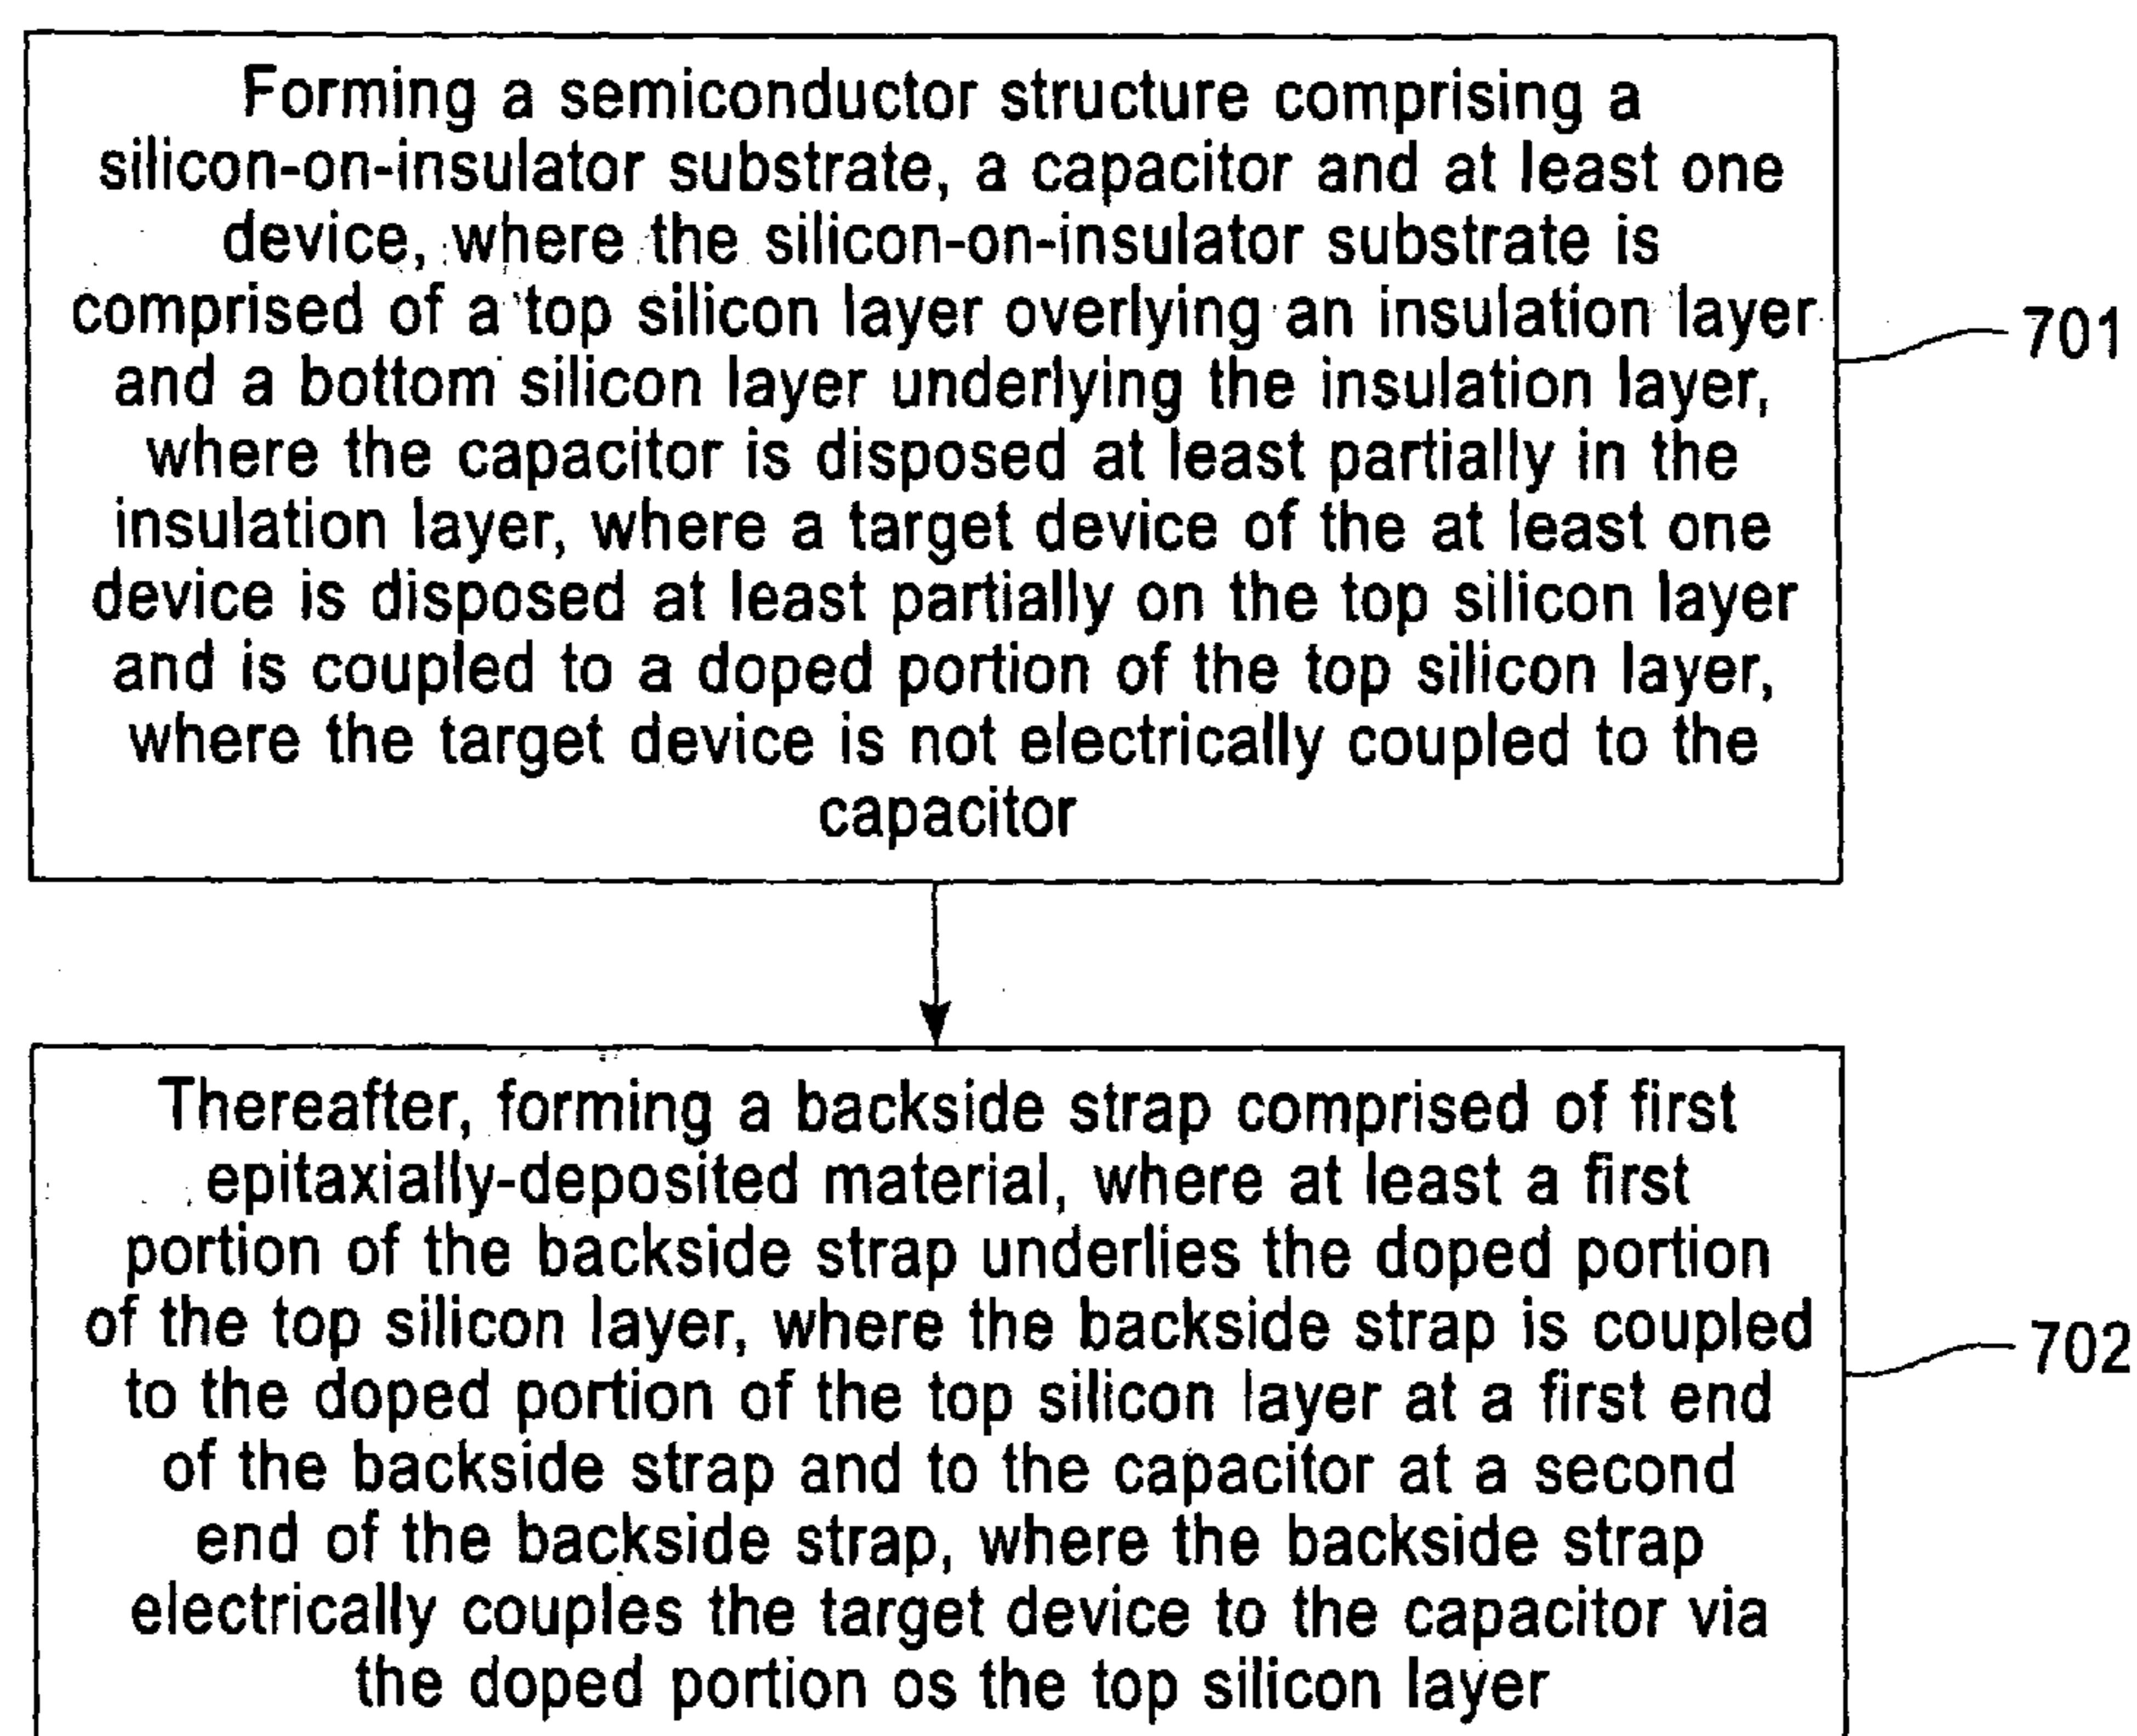 Forming a semiconductor structure comprising a
silicon-on-insulator substrate, a capacitor and at least one
device, where the silicon-on-insulator substrate is
comprised of a top silicon layer overlying an insulation layer
and a bottom silicon layer underlying the insulation layer,
where the capacitor is disposed at least partially in the
insulation layer, where a target device of the at least one
device is disposed at least partially on the top silicon layer
and is coupled to a doped portion of the top silicon layer,
where the target device is not electrically coupled to the
capacitor
701
Thereafter, forming a backside strap comprised of first
epitaxially-deposited material, where at least a first
portion of the backside strap underlies the doped portion
of the top silicon layer, where the backside strap is coupled
to the doped portion of the top silicon layer at a first end
of the backside strap and to the capacitor at a second
end of the backside strap, where the backside strap
electrically couples the target device to the capacitor via
the doped portion os the top silicon layer
702